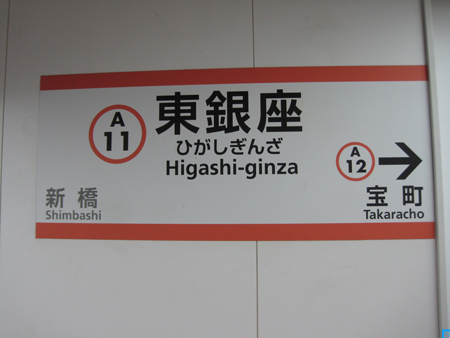 A
11
東銀座
ひがしぎんざ
Higashi-ginza
新橋
Shimbashi
A
12
宝町
Takaracho